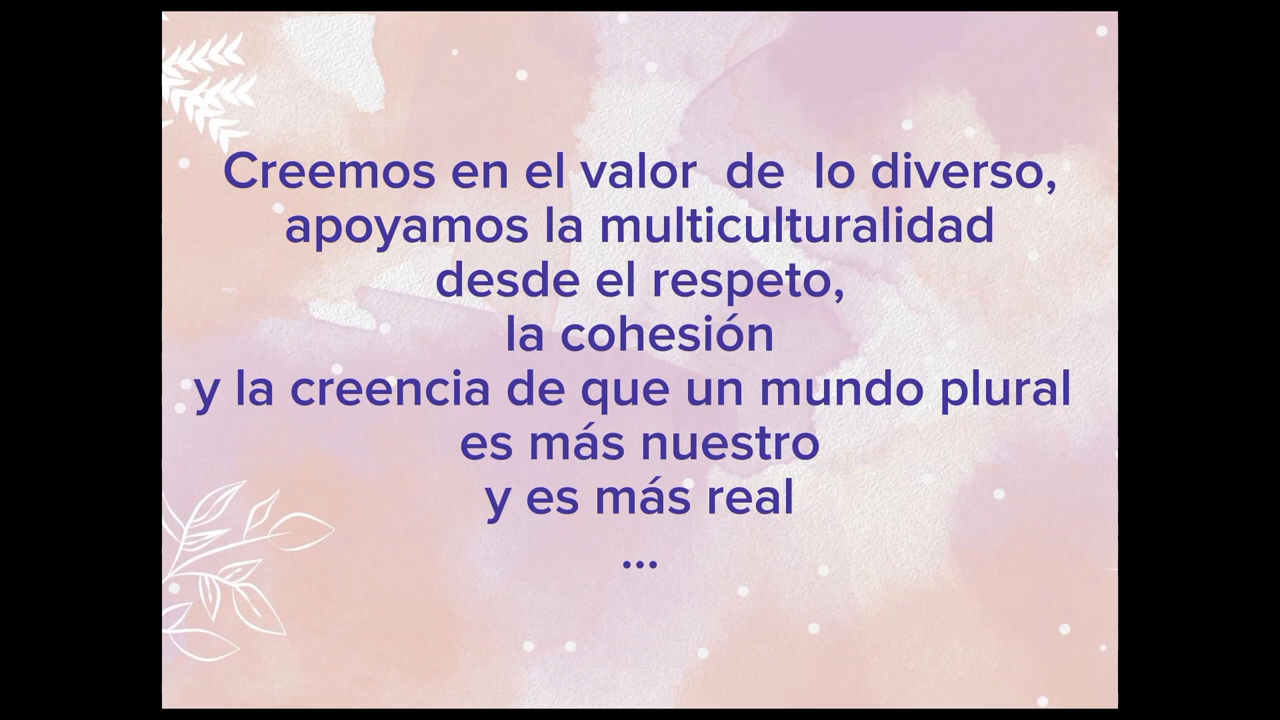 Creemos en el valor  de  lo diverso,
apoyamos la multiculturalidad
desde el respeto,
la cohesión
y la creencia de que un mundo plural
es más nuestro
y es más real
...